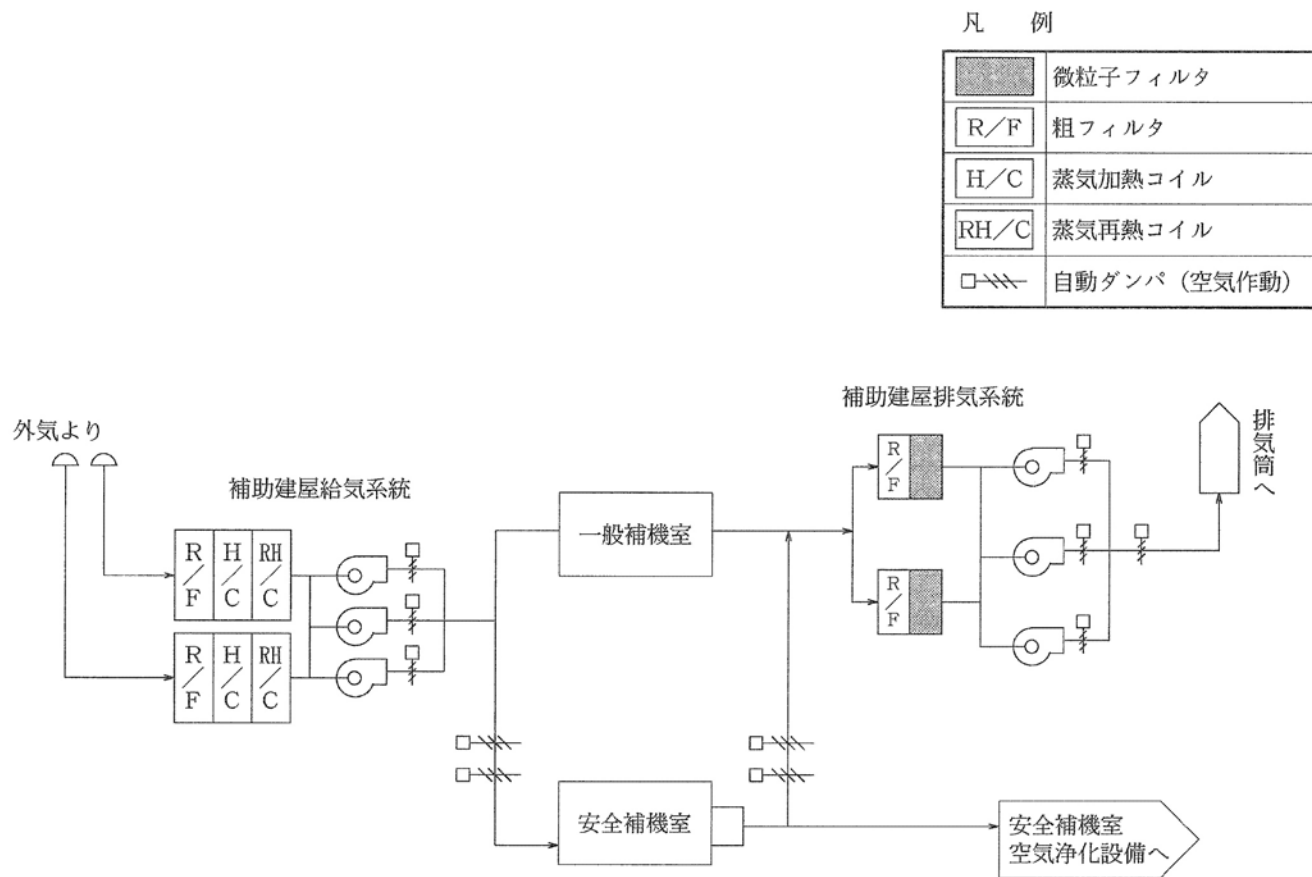 凡　例
微粒子フィルタ
R/F 粗フィルタ
H/C 蒸気加熱コイル
RH/C 蒸気再熱コイル
自動ダンパ（空気作動）
補助建屋排気系統
外気より
補助建屋給気系統
R/F
H/C
RH/C
R/F
H/C
RH/C
一般補機室
R/F
R/F
排気筒へ
安全補機室
安全補機室
空気浄化設備へ